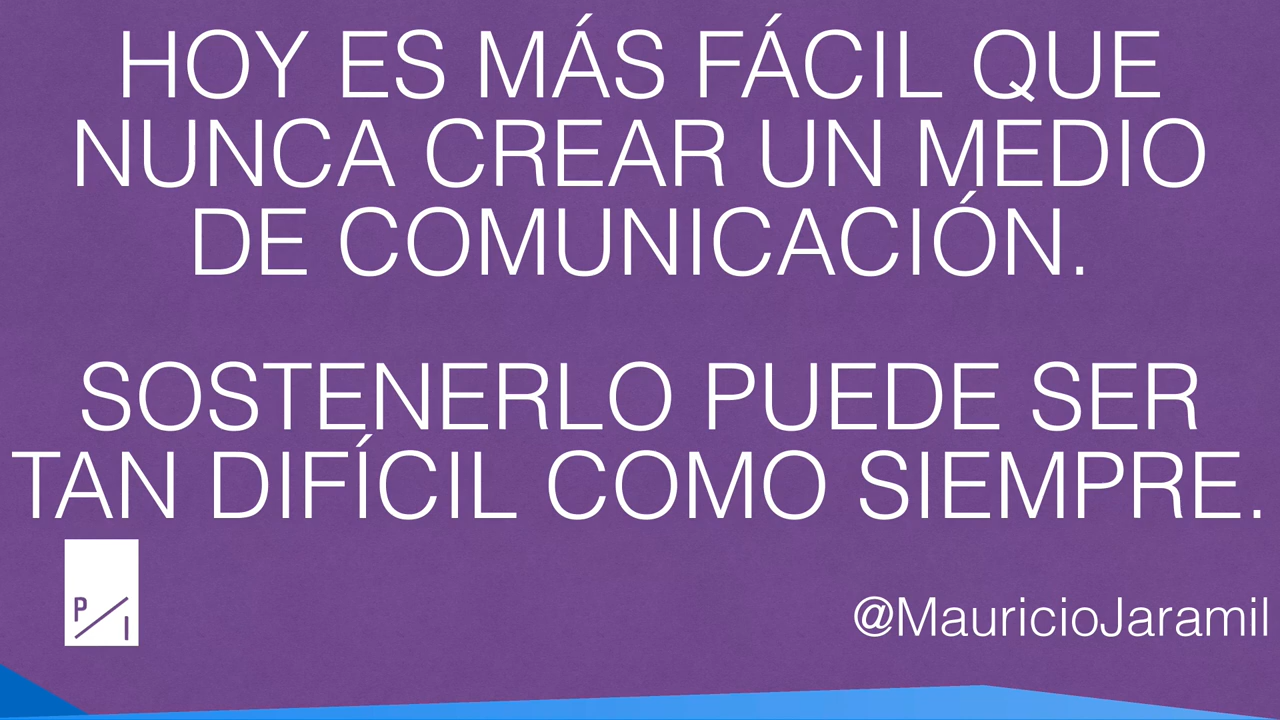 HOY ES MÁS FÁCIL QUE
NUNCA CREAR UN MEDIO
DE COMUNICACIÓN.
SOSTENERLO PUEDE SER
TAN DIFÍCIL COMO SIEMPRE.
P/I
@MauricioJaramil